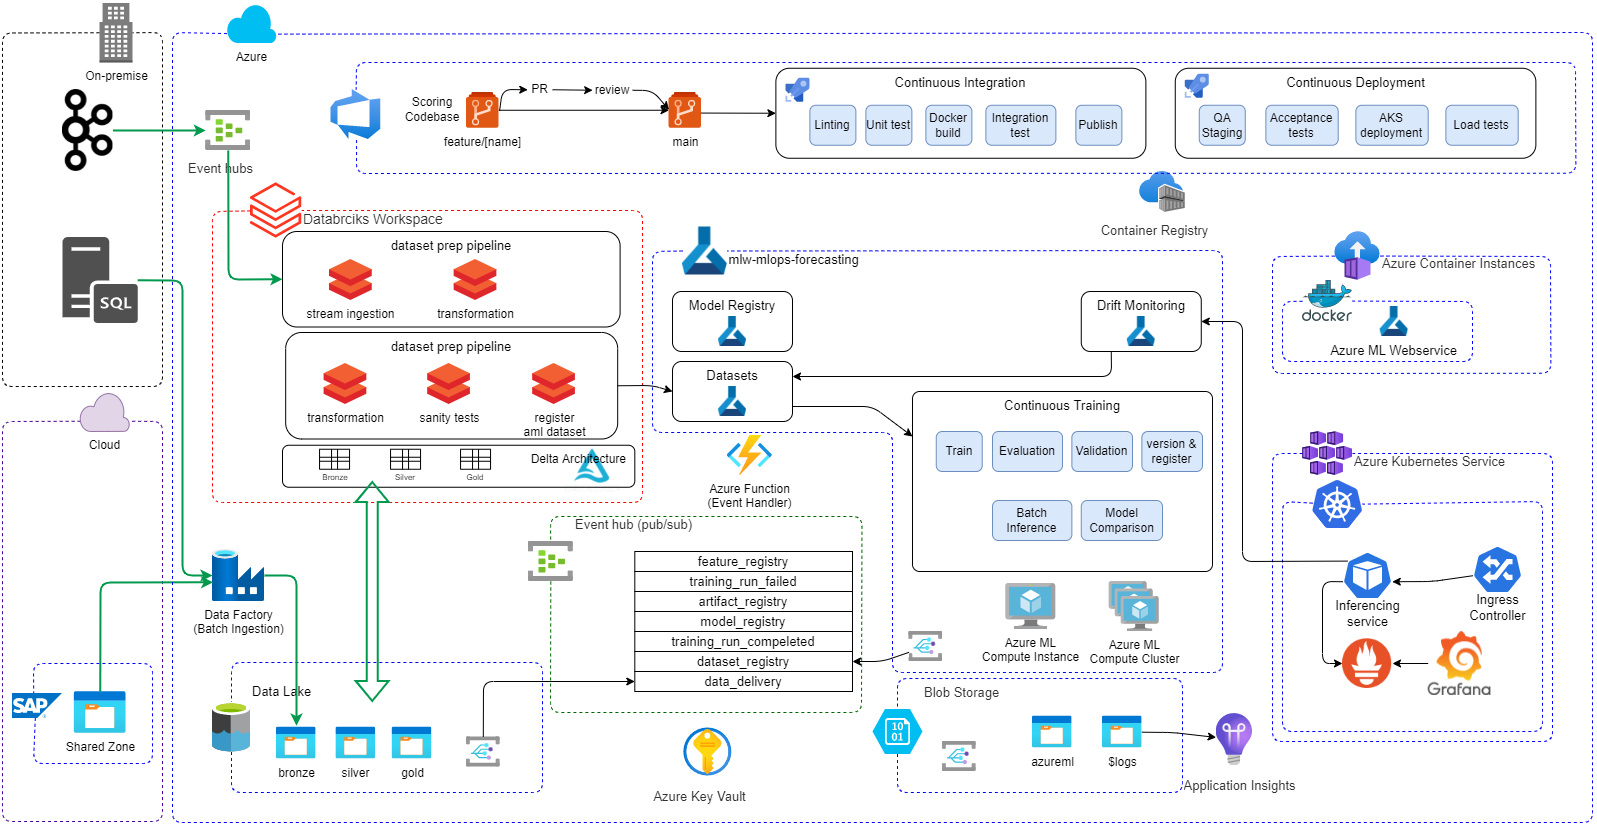 On-premise
Azure
Event hubs
Scoring
Codebase
feature/[name]
PR
review
main
Continuous Integration
Linting
Unit test
Docker
build
Integration
test
Publish
Continuous Deployment
QA
Staging
Acceptance
tests
AKS
deployment
Load tests
Container Registry
SQL
Databrciks Workspace
dataset prep pipeline
stream ingestion
transformation
dataset prep pipeline
transformation
sanity tests
register
aml dataset
Bronze
Silver
Gold
Delta Architecture
mlw-mlops-forecasting
Model Registry
Datasets
Drift Monitoring
Continuous Training
Train
Evaluation
Validation
version &
register
Batch
Inference
Model
Comparison
Azure ML
Compute Instance
Azure ML
Compute Cluster
Azure Function
(Event Handler)
Azure Container Instances
docker
Azure ML Webservice
Azure Kubernetes Service
Inferencing
service
Ingress
Controller
Grafana
Cloud
SAP
Shared Zone
Data Factory
(Batch Ingestion)
Data Lake
bronze
silver
gold
Event hub (pub/sub)
feature_registry
training_run_failed
artifact_registry
model_registry
training_run_compeleted
dataset_registry
data_delivery
Azure Key Vault
Blob Storage
10
01
azureml
$logs
Application Insights